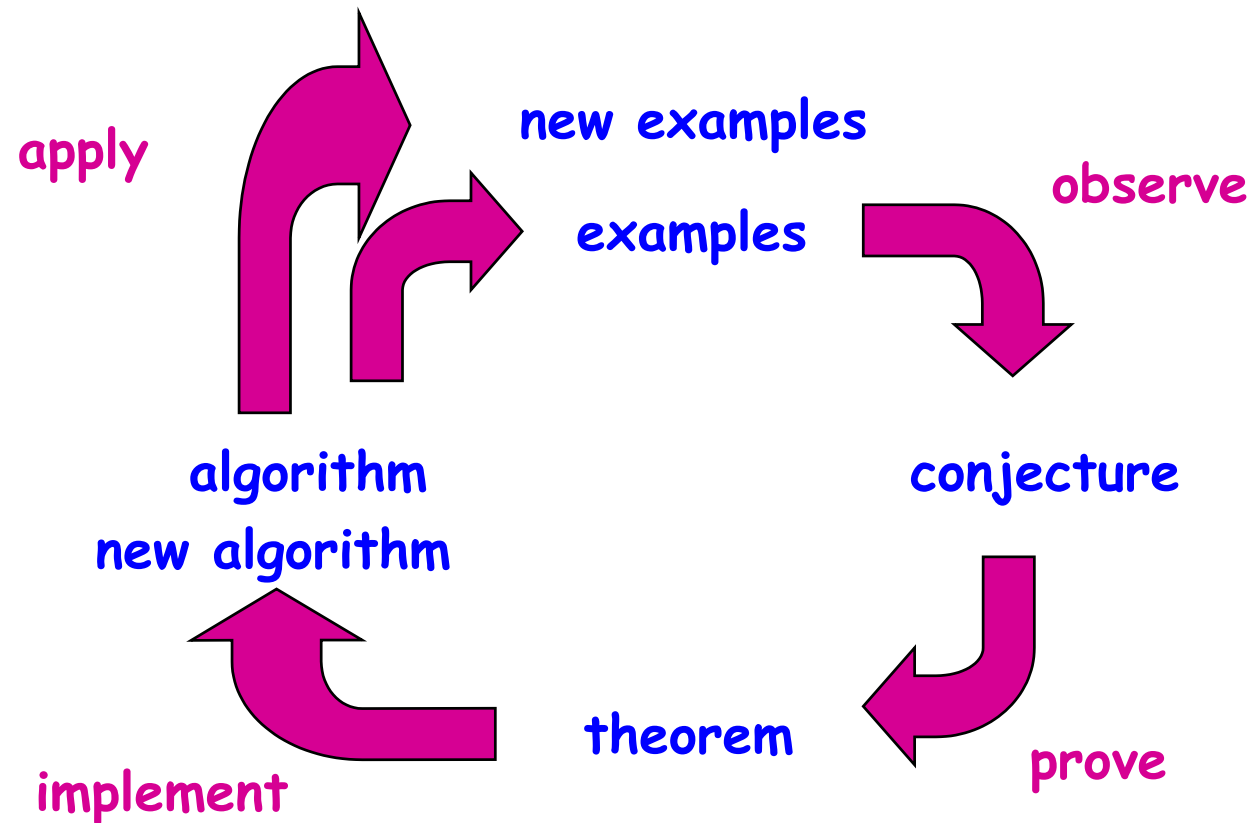 new examples
apply
observe
examples
algorithm
conjecture
new algorithm
theorem
prove
implement